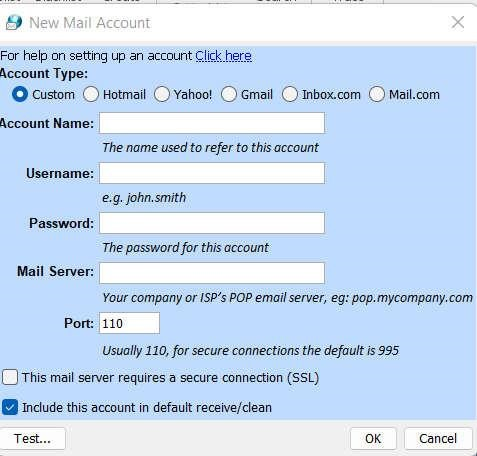 New Mail Account
For help on setting up an account Click here
Account Type:
Custom Hotmail Yahoo! Gmail Inbox.com Mail.com
Account Name:
The name used to refer to this account
Username:
e.g. john.smith
Password:
The password for this account
Mail Server:
Your company or ISP's POP email server, eg: pop.mycompany.com
Port: 110
Usually 110, for secure connections the default is 995
This mail server requires a secure connection (SSL)
Include this account in default receive/clean
Test... OK Cancel